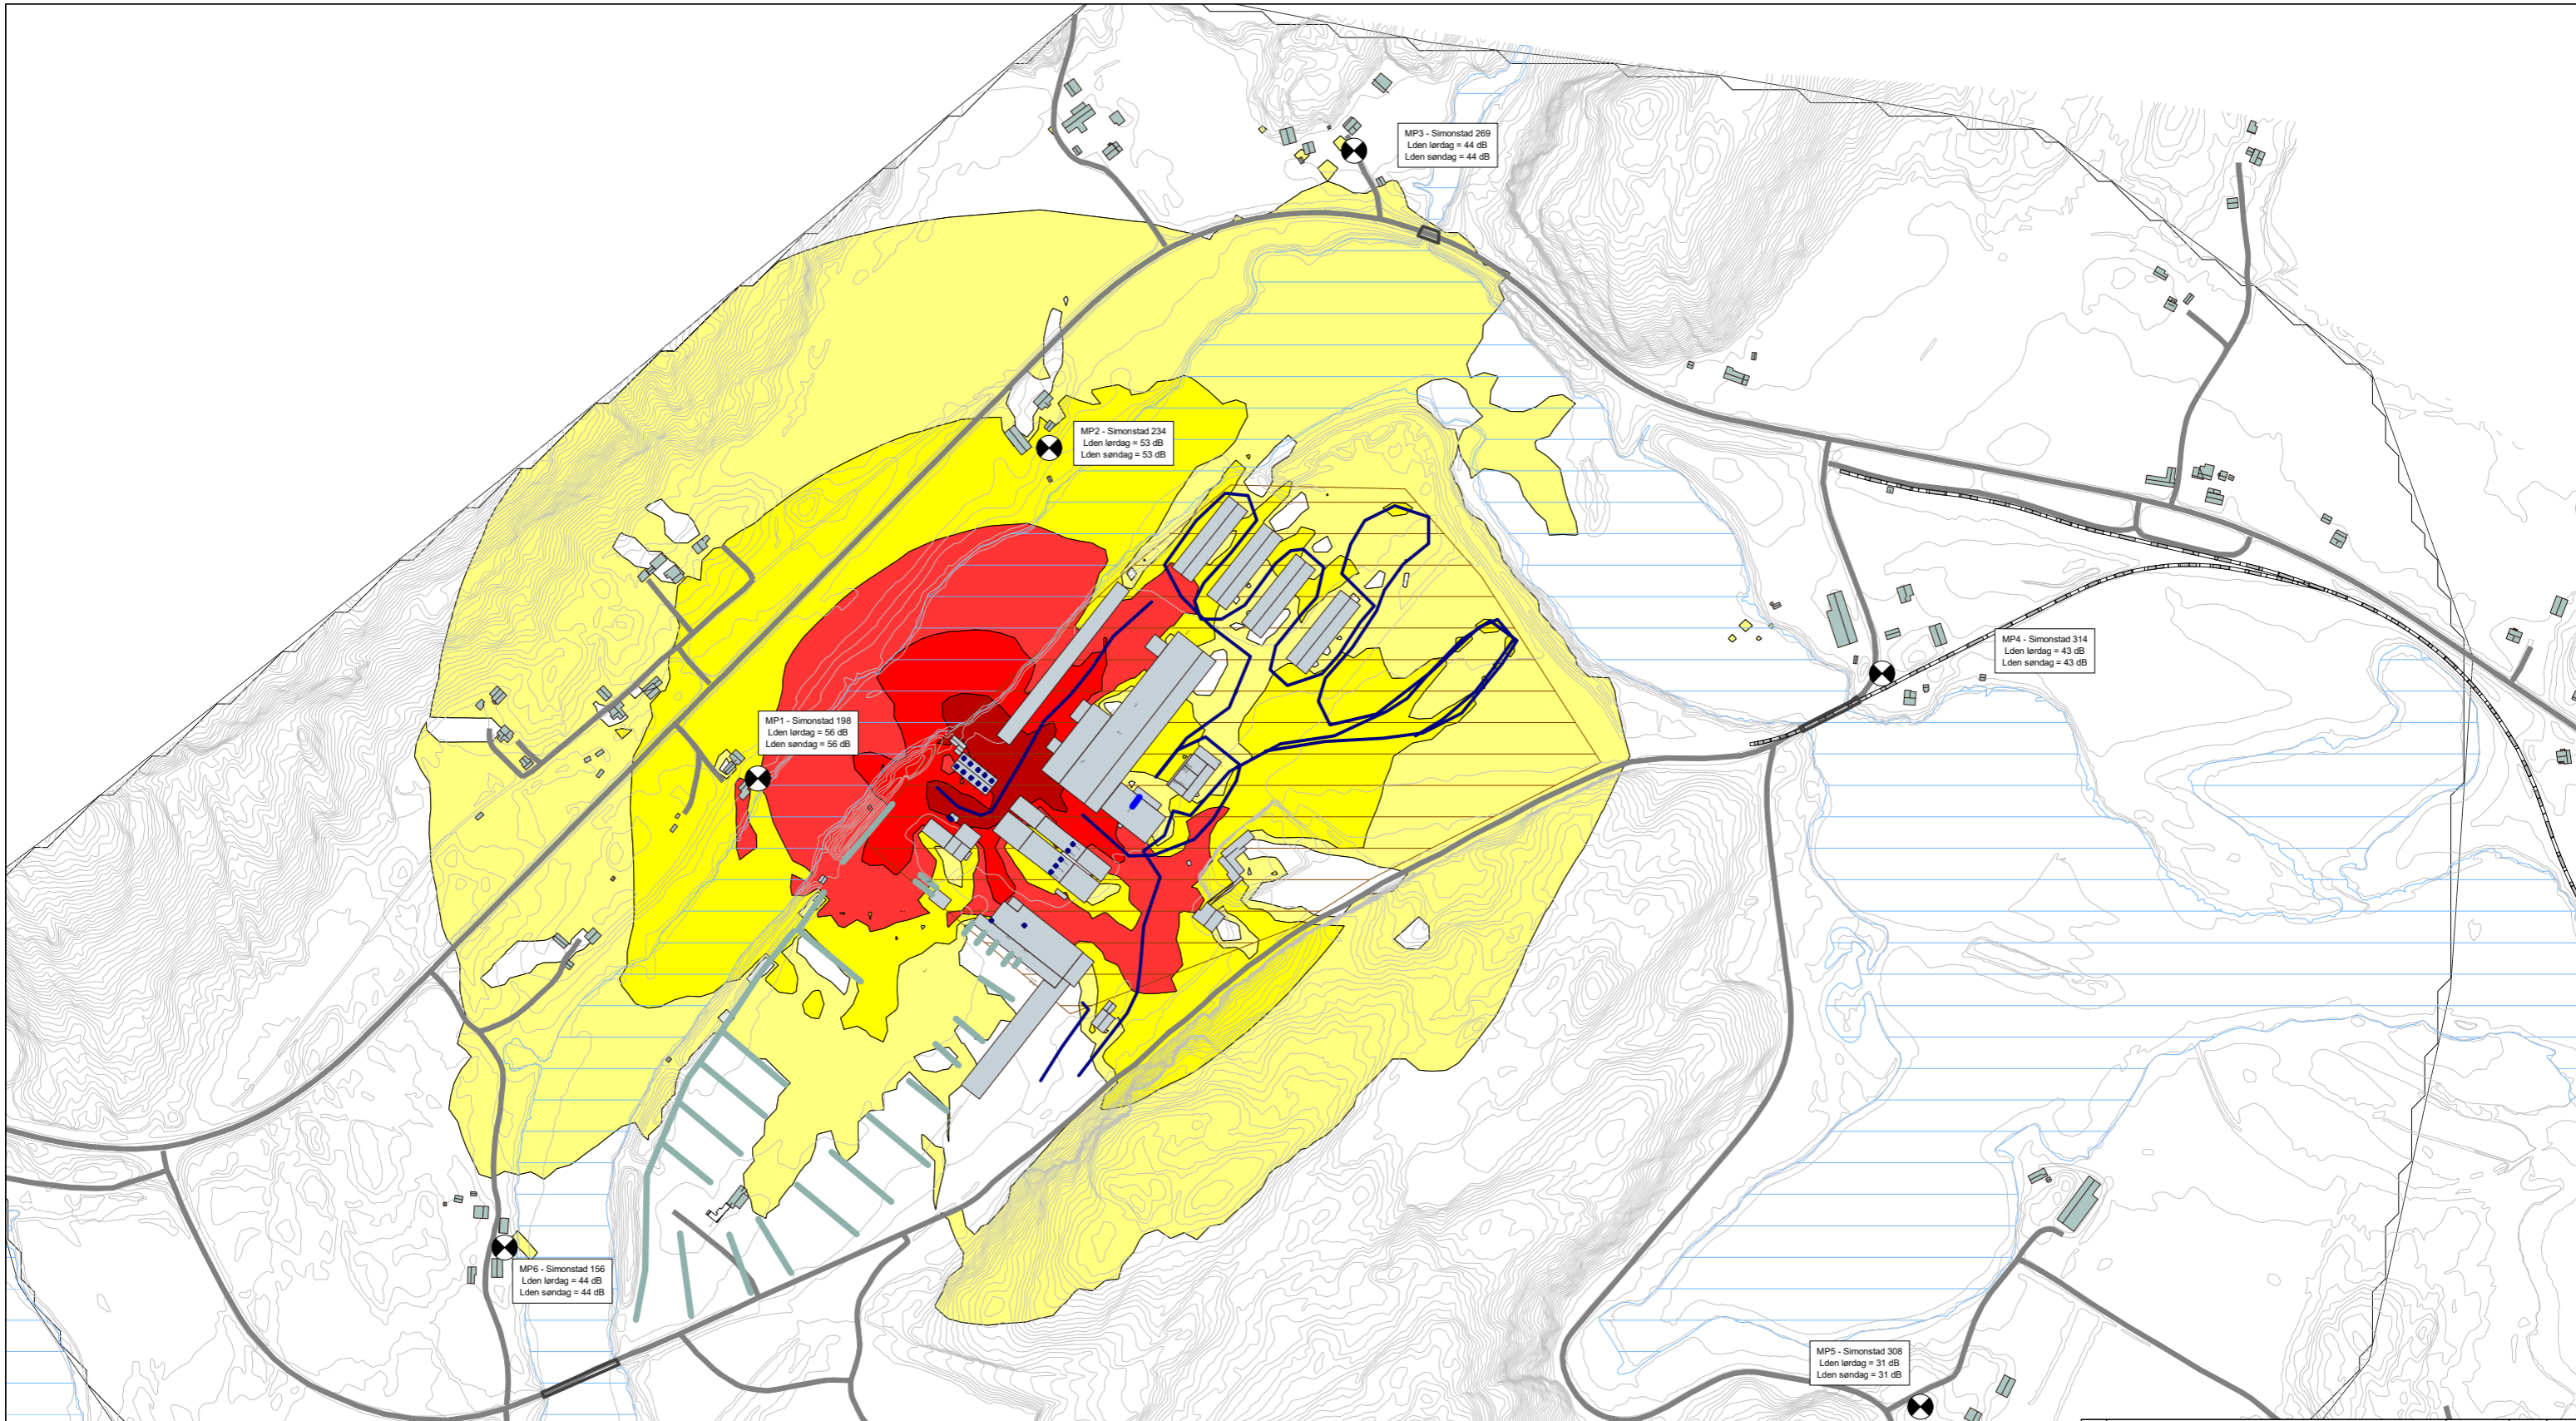 MP3 - Simonstad 269
Lden lørdag = 44 dB
Lden søndag = 44 dB
MP2 - Simonstad 234
Lden lørdag = 53 dB
Lden søndag = 53 dB
MP4 - Simonstad 314
Lden lørdag = 43 dB
Lden søndag = 43 dB
MP1 - Simonstad 198
Lden lørdag = 56 dB
Lden søndag = 56 dB
MP6 - Simonstad 156
Lden lørdag = 44 dB
Lden søndag = 44 dB
MP5 - Simonstad 308
Lden lørdag = 31 dB
Lden søndag = 31 dB